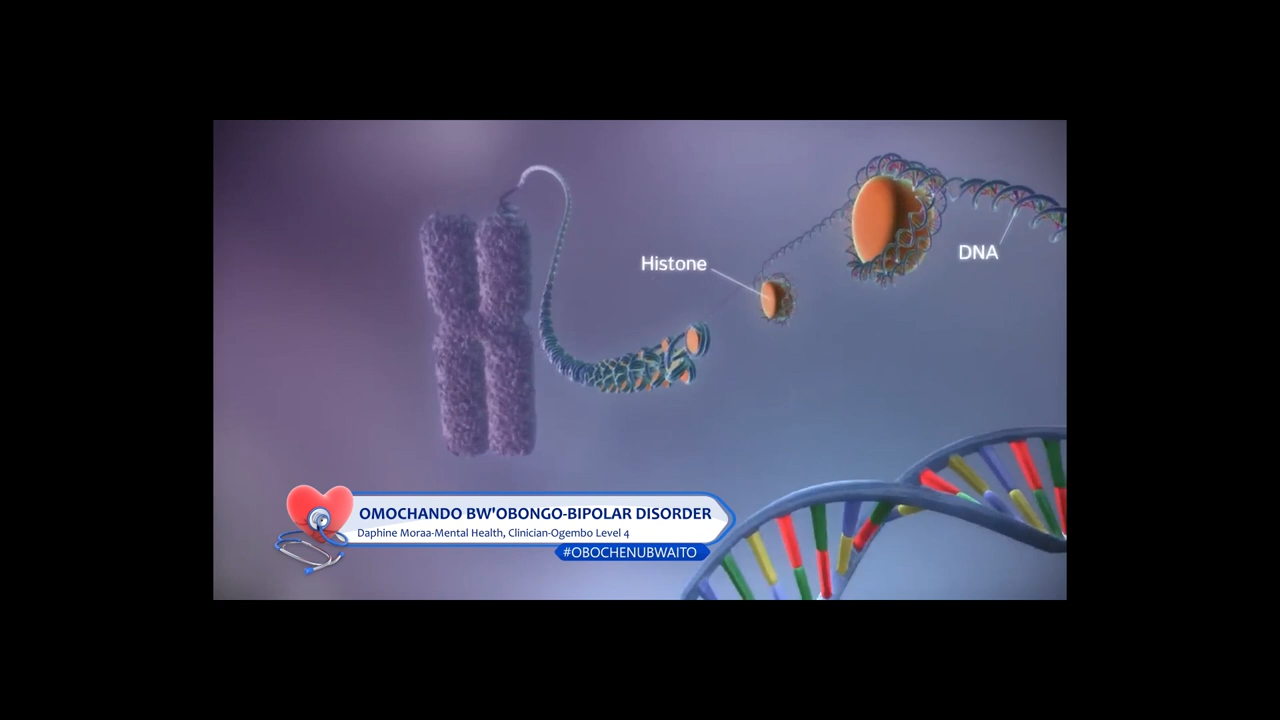 Histone
DNA
OMOCHANDO BW'OBONGO-BIPOLAR DISORDER
Daphine Moraa-Mental Health, Clinician-Ogembo Level 4
#OBOCHENUBWAITO